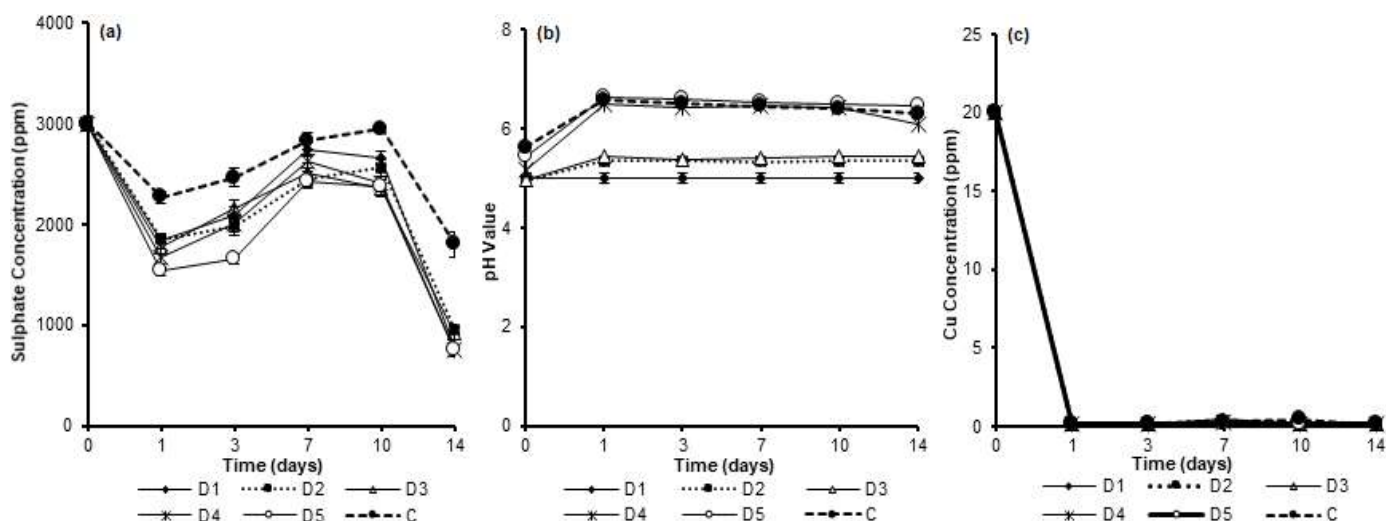 (a)
Sulphate Concentration (ppm)
4000
3000
2000
1000
0
0 1 3 7 10 14
Time (days)
D1 D2 D3
D4 D5 C
(b)
pH Value
8
6
4
2
0
0 1 3 7 10 14
Time (days)
D1 D2 D3
D4 D5 C
(c)
Cu Concentration (ppm)
25
20
15
10
5
0
0 1 3 7 10 14
Time (days)
D1 D2 D3
D4 D5 C